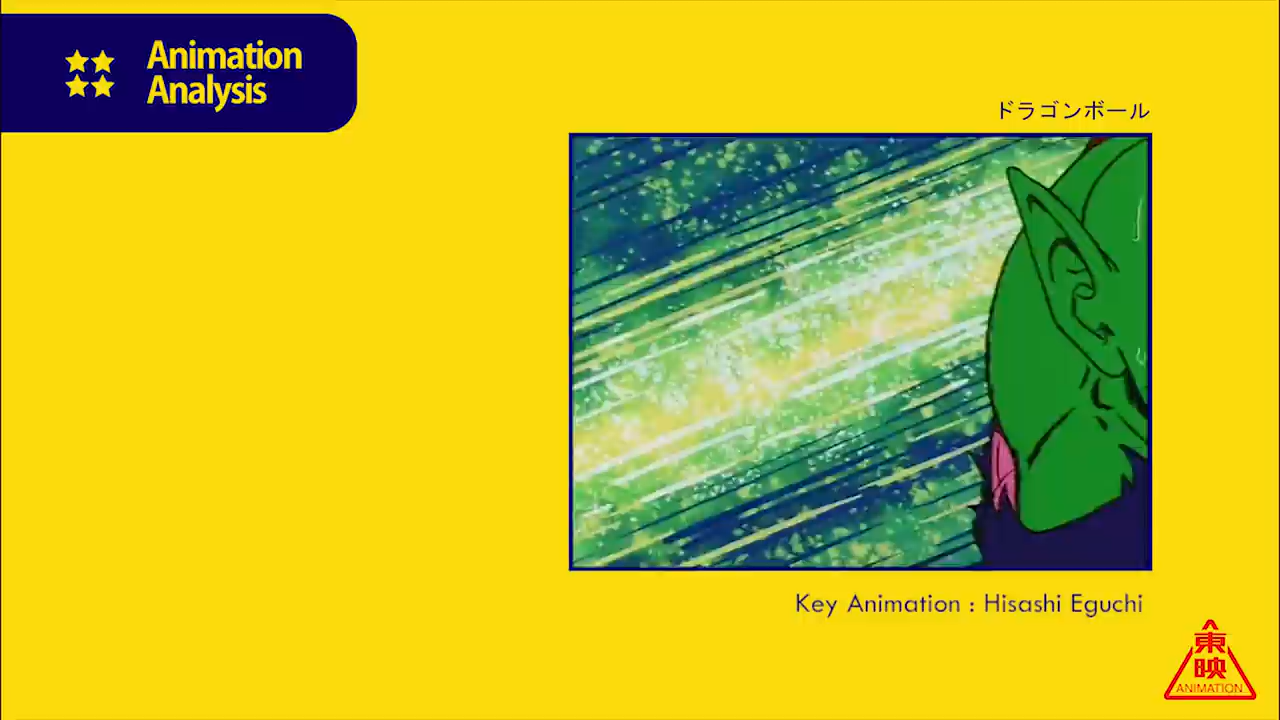 Animation
Analysis
ドラゴンボール
Key Animation : Hisashi Eguchi
東
映
ANIMATION